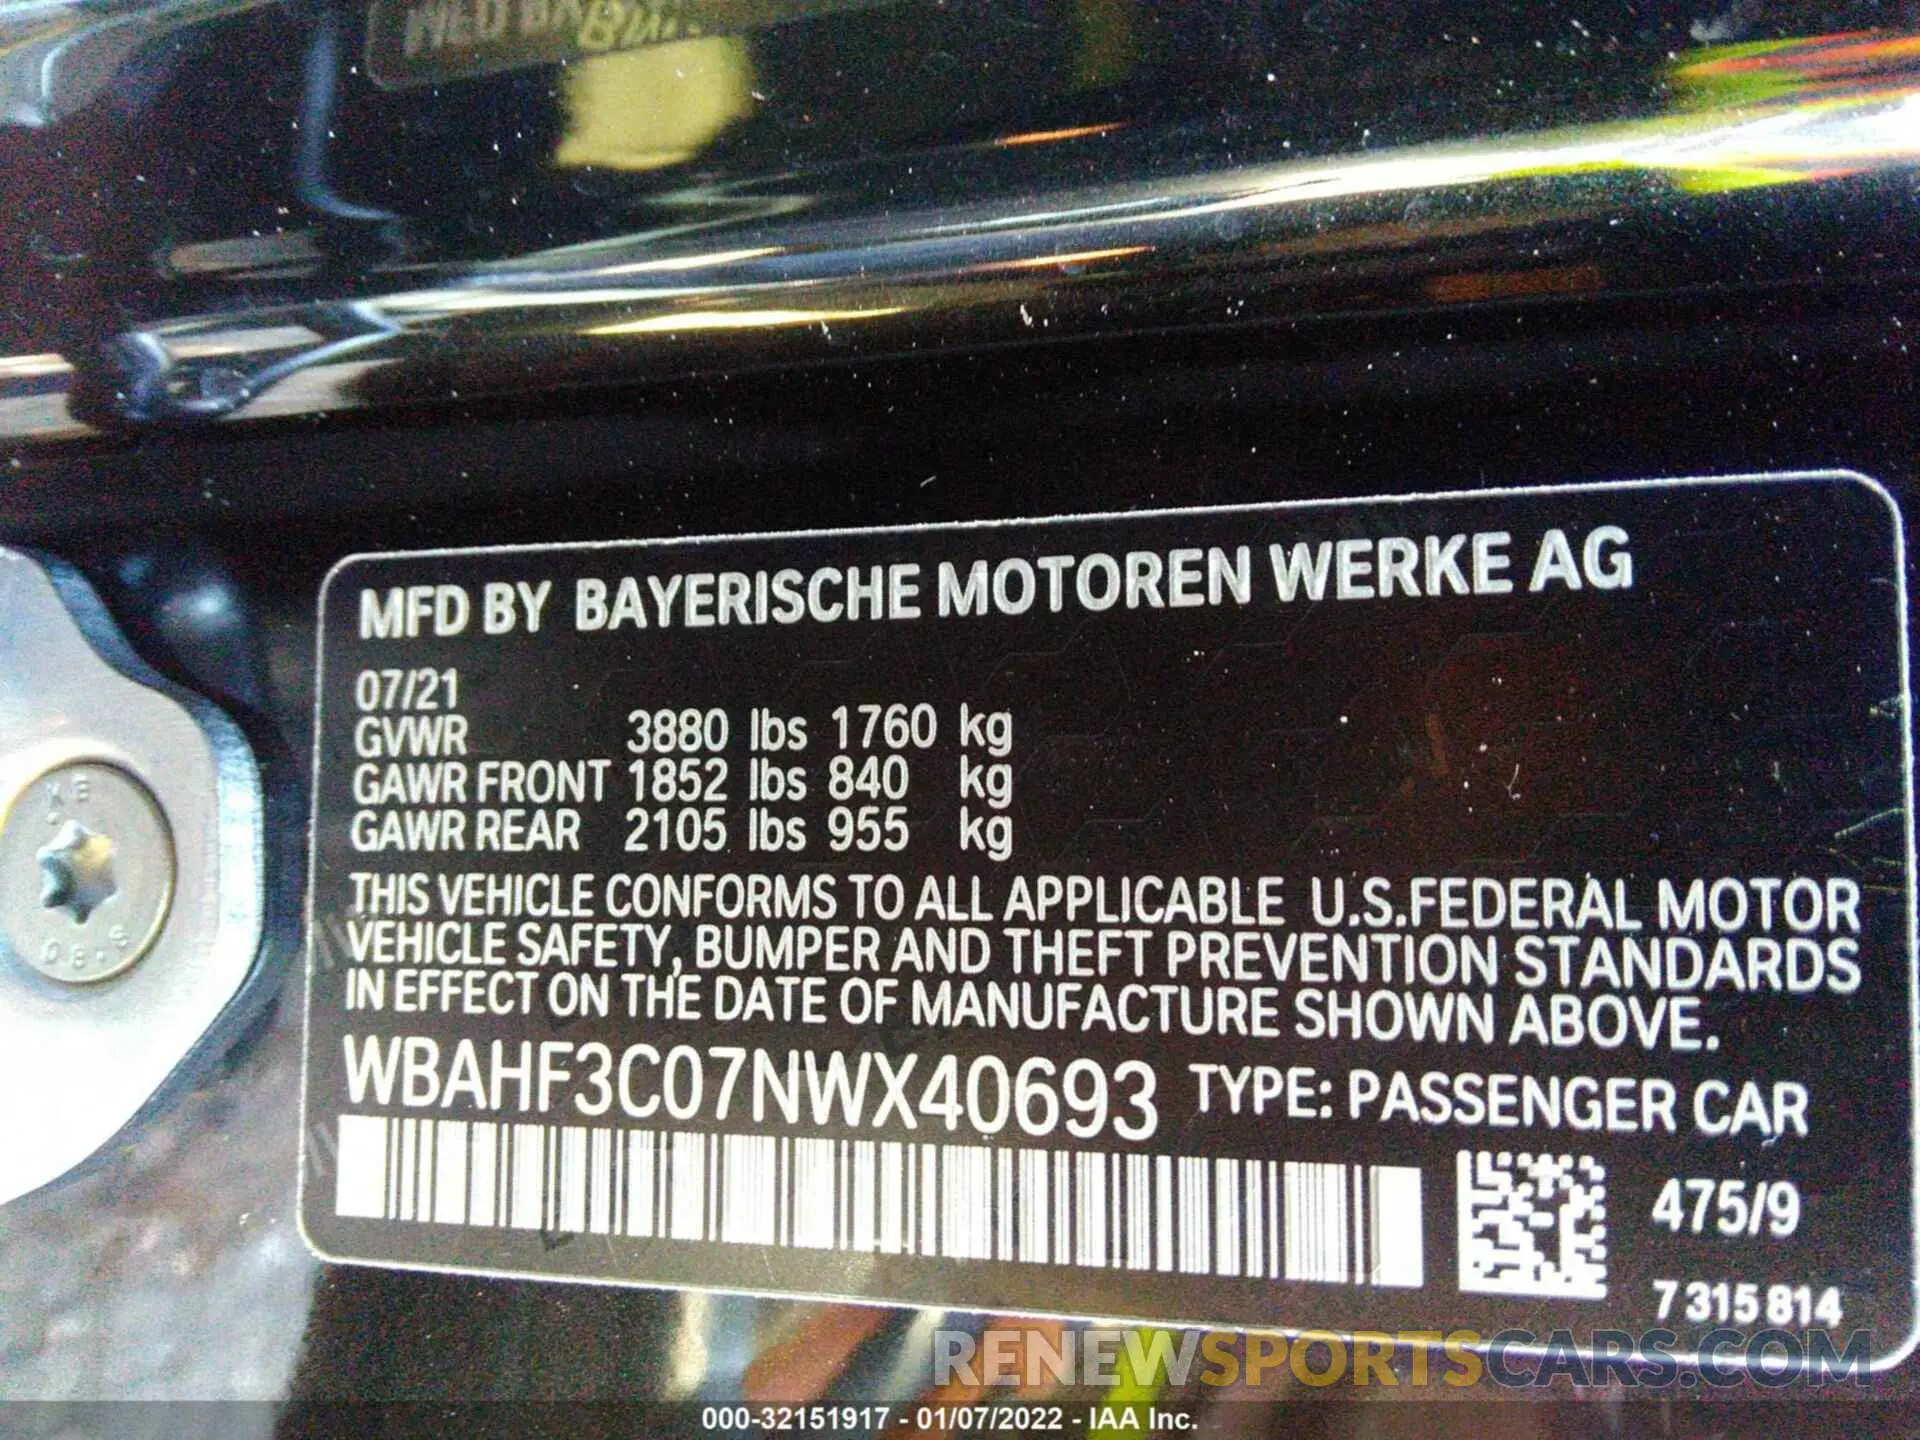 MFD BY BAYERISCHE MOTOREN WERKE AG
07/21
GVWR 3880 lbs 1760 kg
GAWR FRONT 1852 lbs 840 kg
GAWR REAR 2105 lbs 955 kg
THIS VEHICLE CONFORMS TO ALL APPLICABLE U.S.FEDERAL MOTOR
VEHICLE SAFETY, BUMPER AND THEFT PREVENTION STANDARDS
IN EFFECT ON THE DATE OF MANUFACTURE SHOWN ABOVE.
WBAHF3C07NWX40693 TYPE: PASSENGER CAR
475/9
7 315 814
RENEWSPORTSCARS.COM
000-32151917 - 01/07/2022 - IAA Inc.